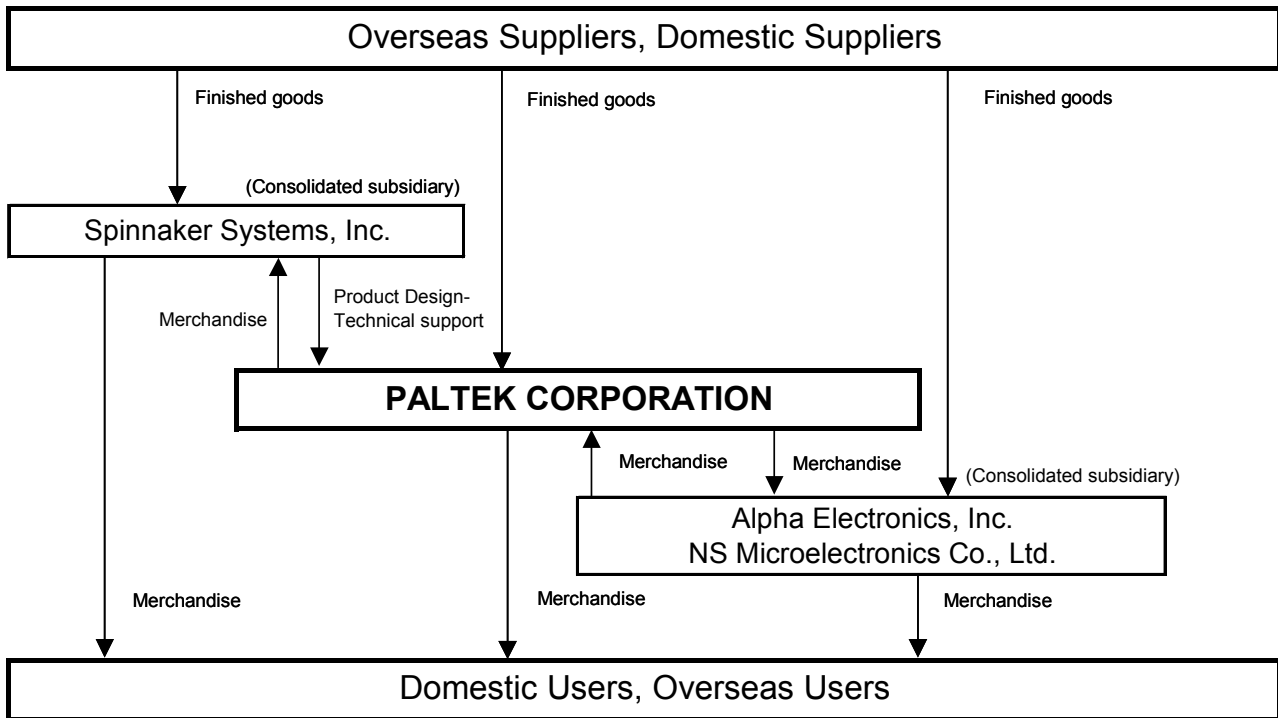 Overseas Suppliers, Domestic Suppliers
Finished goods
Finished goods
Finished goods
(Consolidated subsidiary)
Spinnaker Systems, Inc.
Merchandise
Product Design-
Technical support
PALTEK CORPORATION
Merchandise
Merchandise
(Consolidated subsidiary)
Alpha Electronics, Inc.
NS Microelectronics Co., Ltd.
Merchandise
Merchandise
Merchandise
Domestic Users, Overseas Users